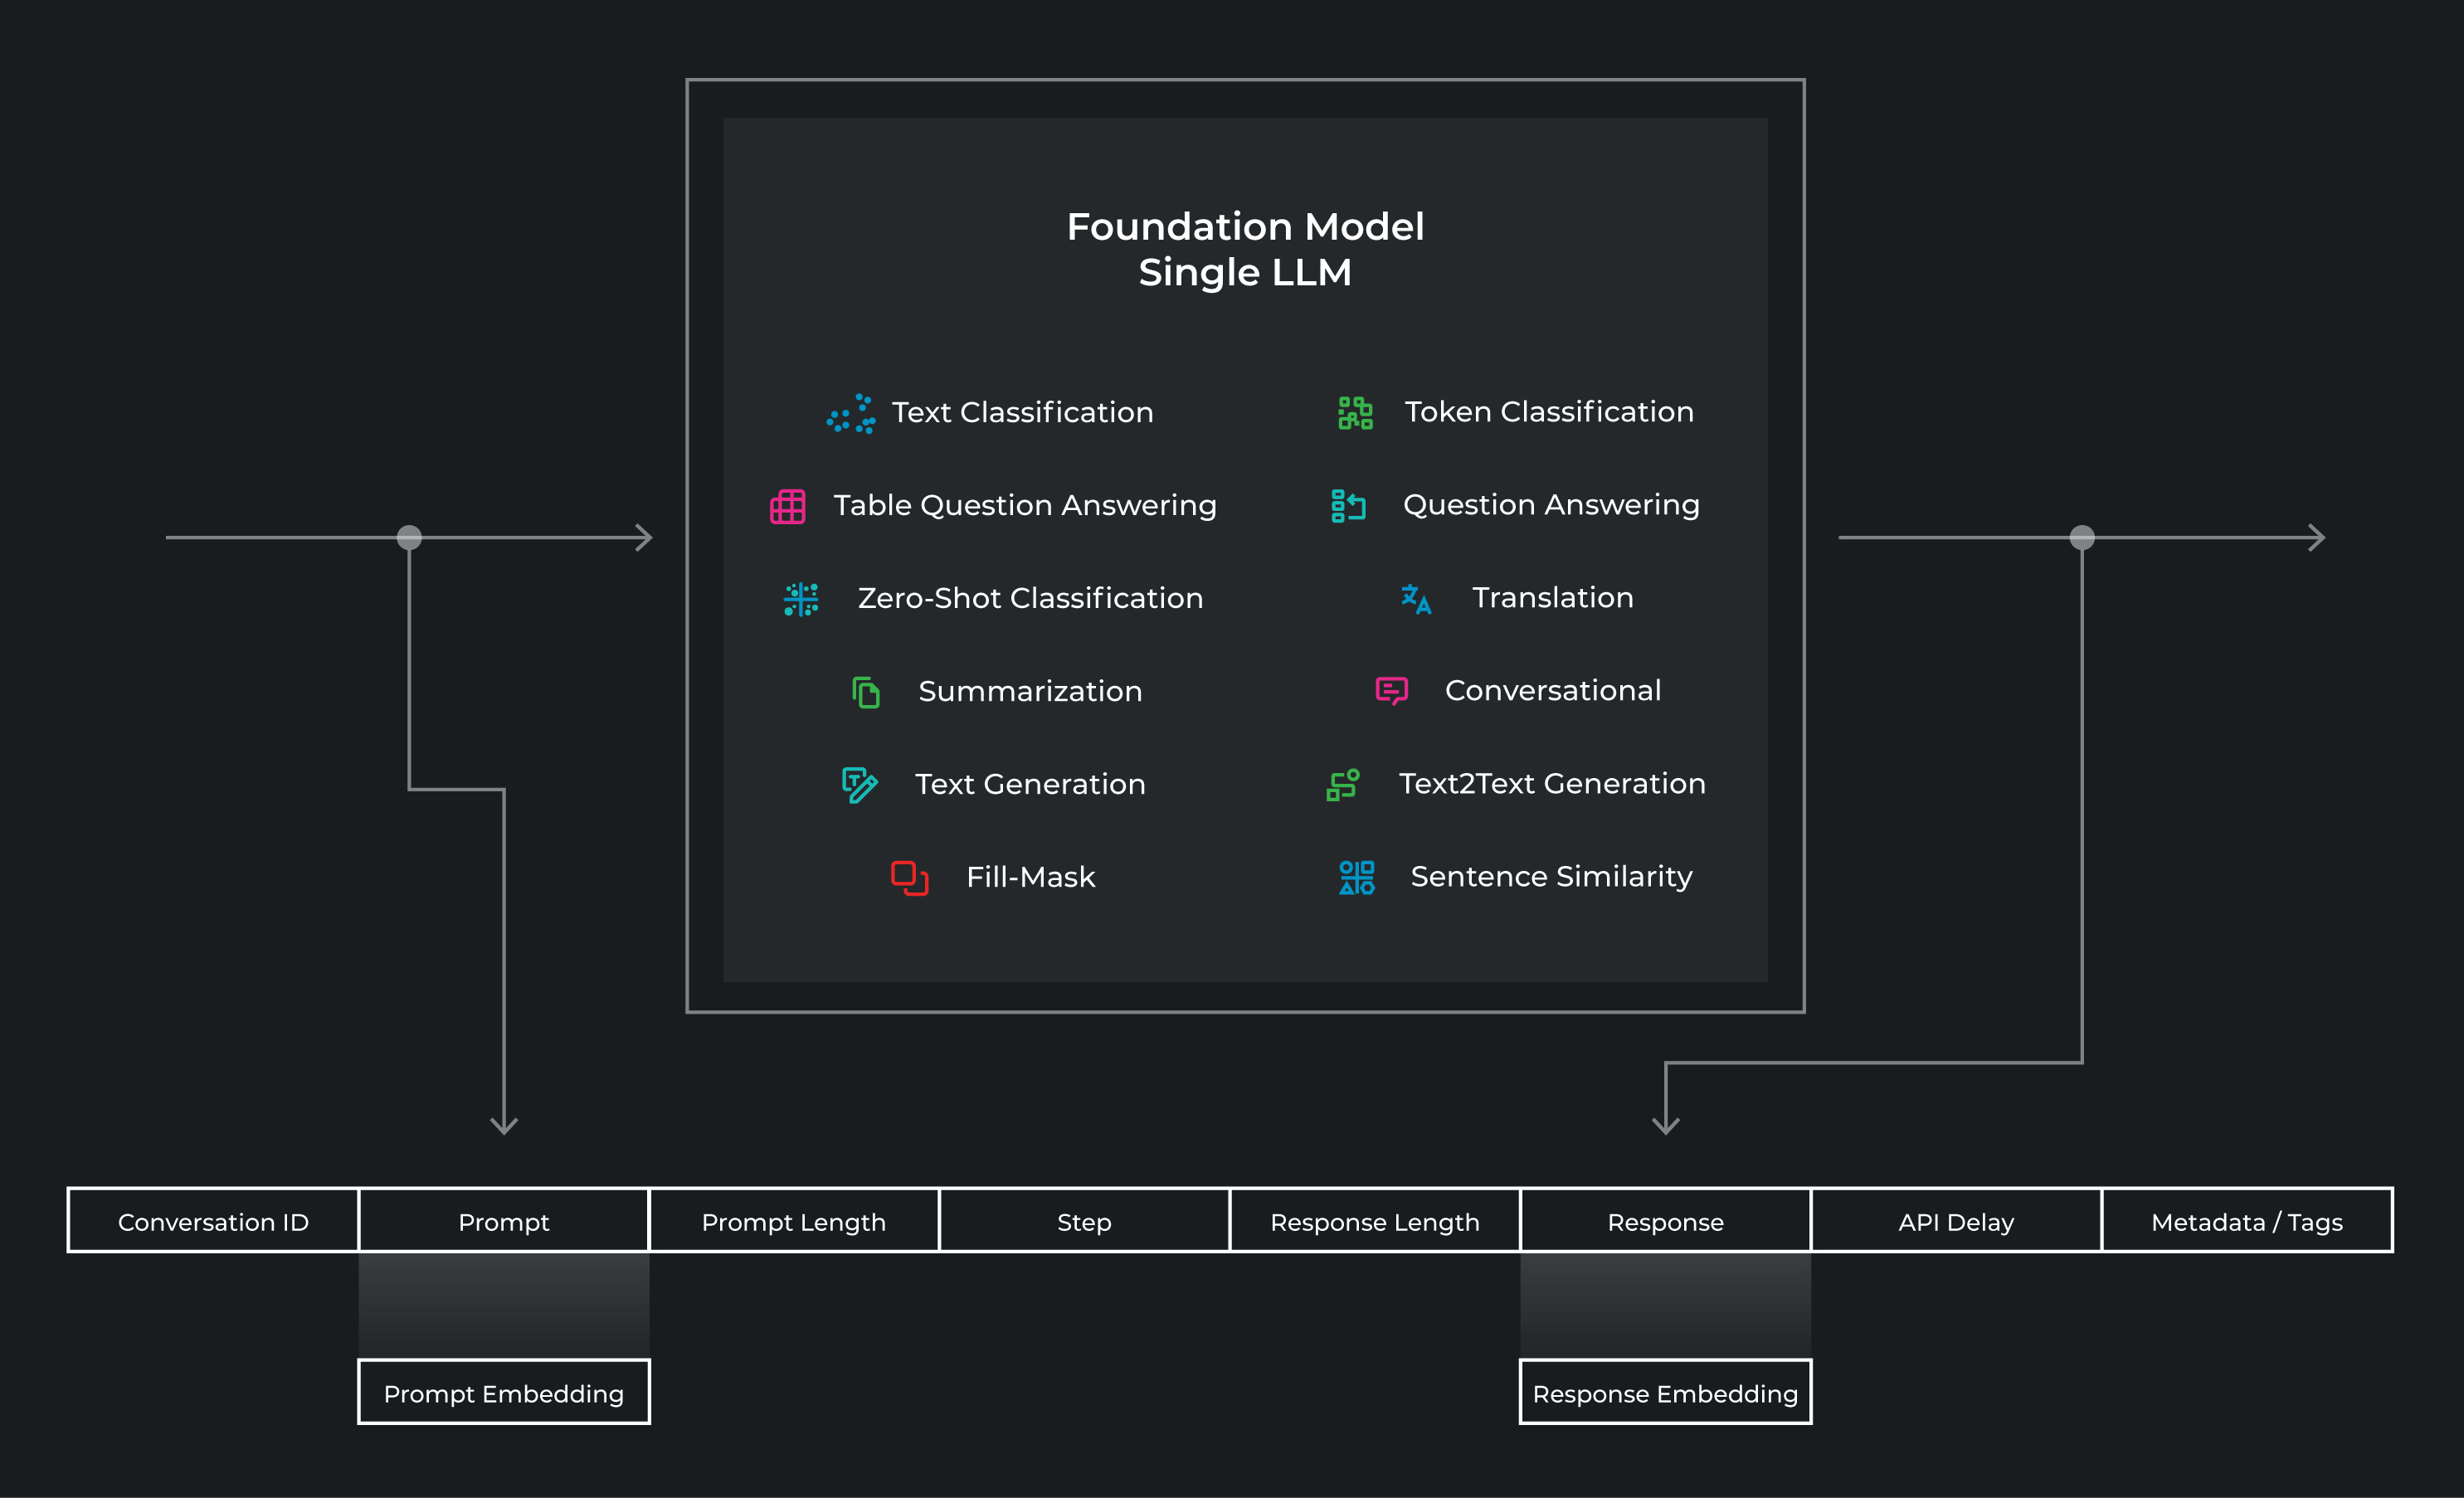 Foundation Model
Single LLM
Text Classification
Token Classification
Table Question Answering
Question Answering
Zero-Shot Classification
Translation
Summarization
Conversational
Text Generation
Text2Text Generation
Fill-Mask
Sentence Similarity
Conversation ID
Prompt
Prompt Length
Step
Response Length
Response
API Delay
Metadata / Tags
Prompt Embedding
Response Embedding